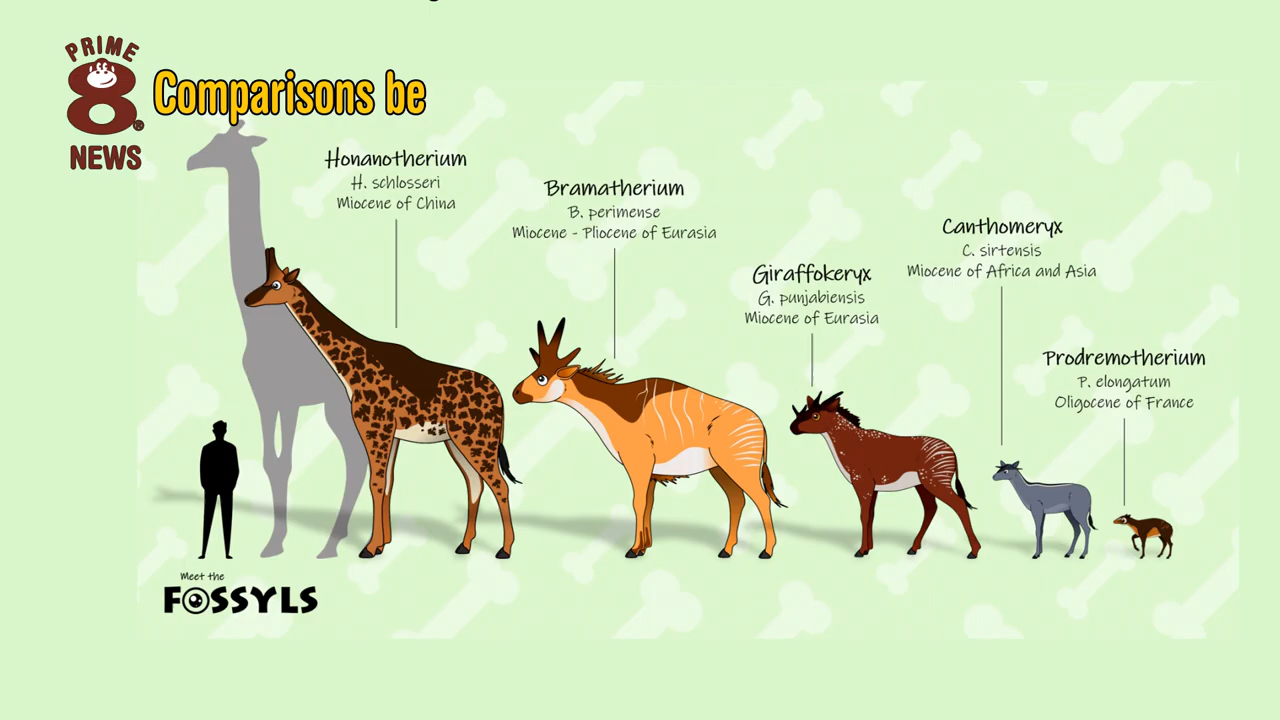 PRIME
8®
NEWS
Comparisons be
Honanotherium
H. schlosseri
Miocene of China
Bramatherium
B. perimense
Miocene - Pliocene of Eurasia
Giraffokeryx
G. punjabiensis
Miocene of Eurasia
Canthomeryx
C. sirtensis
Miocene of Africa and Asia
Prodremotherium
P. elongatum
Oligocene of France
Meet the
FOSSYLS